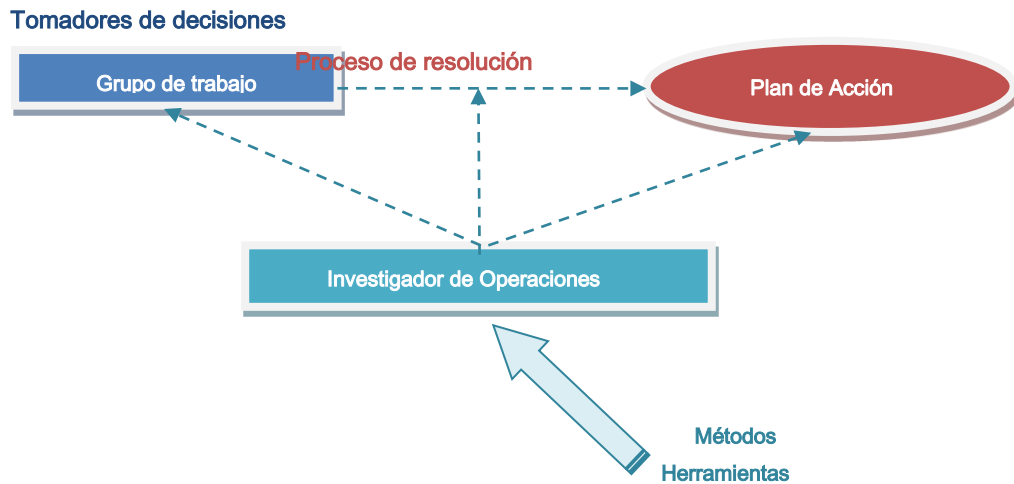 Tomadores de decisiones
Proceso de resolución
Grupo de trabajo
Plan de Acción
Investigador de Operaciones
Métodos
Herramientas